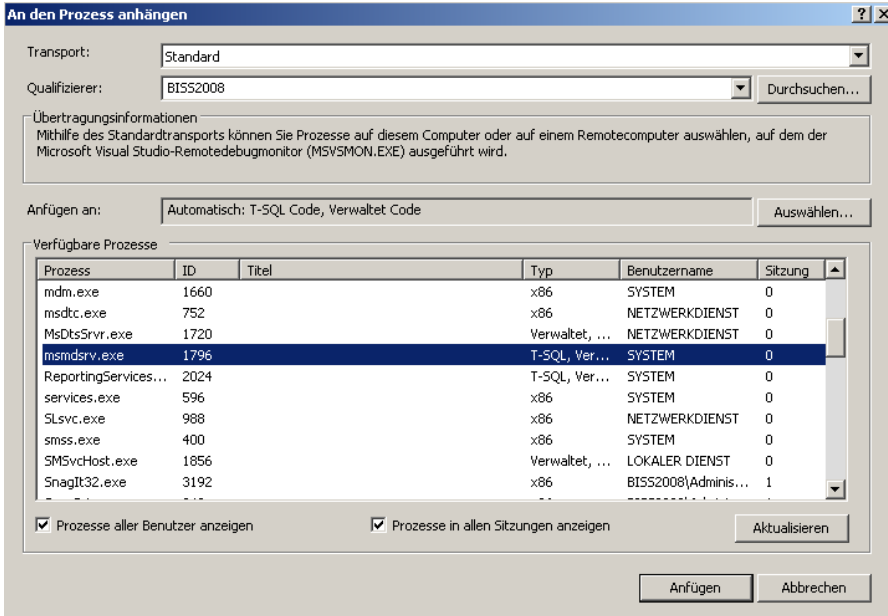 An den Prozess anhängen
Transport: Standard
Qualifizierer: BISS2008 Durchsuchen...
Übertragungsinformationen
Mithilfe des Standardtransports können Sie Prozesse auf diesem Computer oder auf einem Remotecomputer auswählen, auf dem der
Microsoft Visual Studio-Remotedebugmonitor (MSVSMON.EXE) ausgeführt wird.
Anfügen an: Automatisch: T-SQL Code, Verwaltet Code Auswählen...
Verfügbare Prozesse
Prozess ID Titel Typ Benutzername Sitzung
mdm.exe 1660 x86 SYSTEM 0
msdtc.exe 752 x86 NETZWERKDIENST 0
MsDtsSrvr.exe 1720 Verwaltet, ... NETZWERKDIENST 0
msmdsrv.exe 1796 T-SQL, Ver... SYSTEM 0
ReportingServices... 2024 T-SQL, Ver... SYSTEM 0
services.exe 596 x86 SYSTEM 0
SLsvc.exe 988 x86 NETZWERKDIENST 0
smss.exe 400 x86 SYSTEM 0
SMSvcHost.exe 1856 Verwaltet, ... LOKALER DIENST 0
SnagIt32.exe 3192 x86 BISS2008\Adminis... 1
Prozesse aller Benutzer anzeigen Prozesse in allen Sitzungen anzeigen Aktualisieren
Anfügen Abbrechen